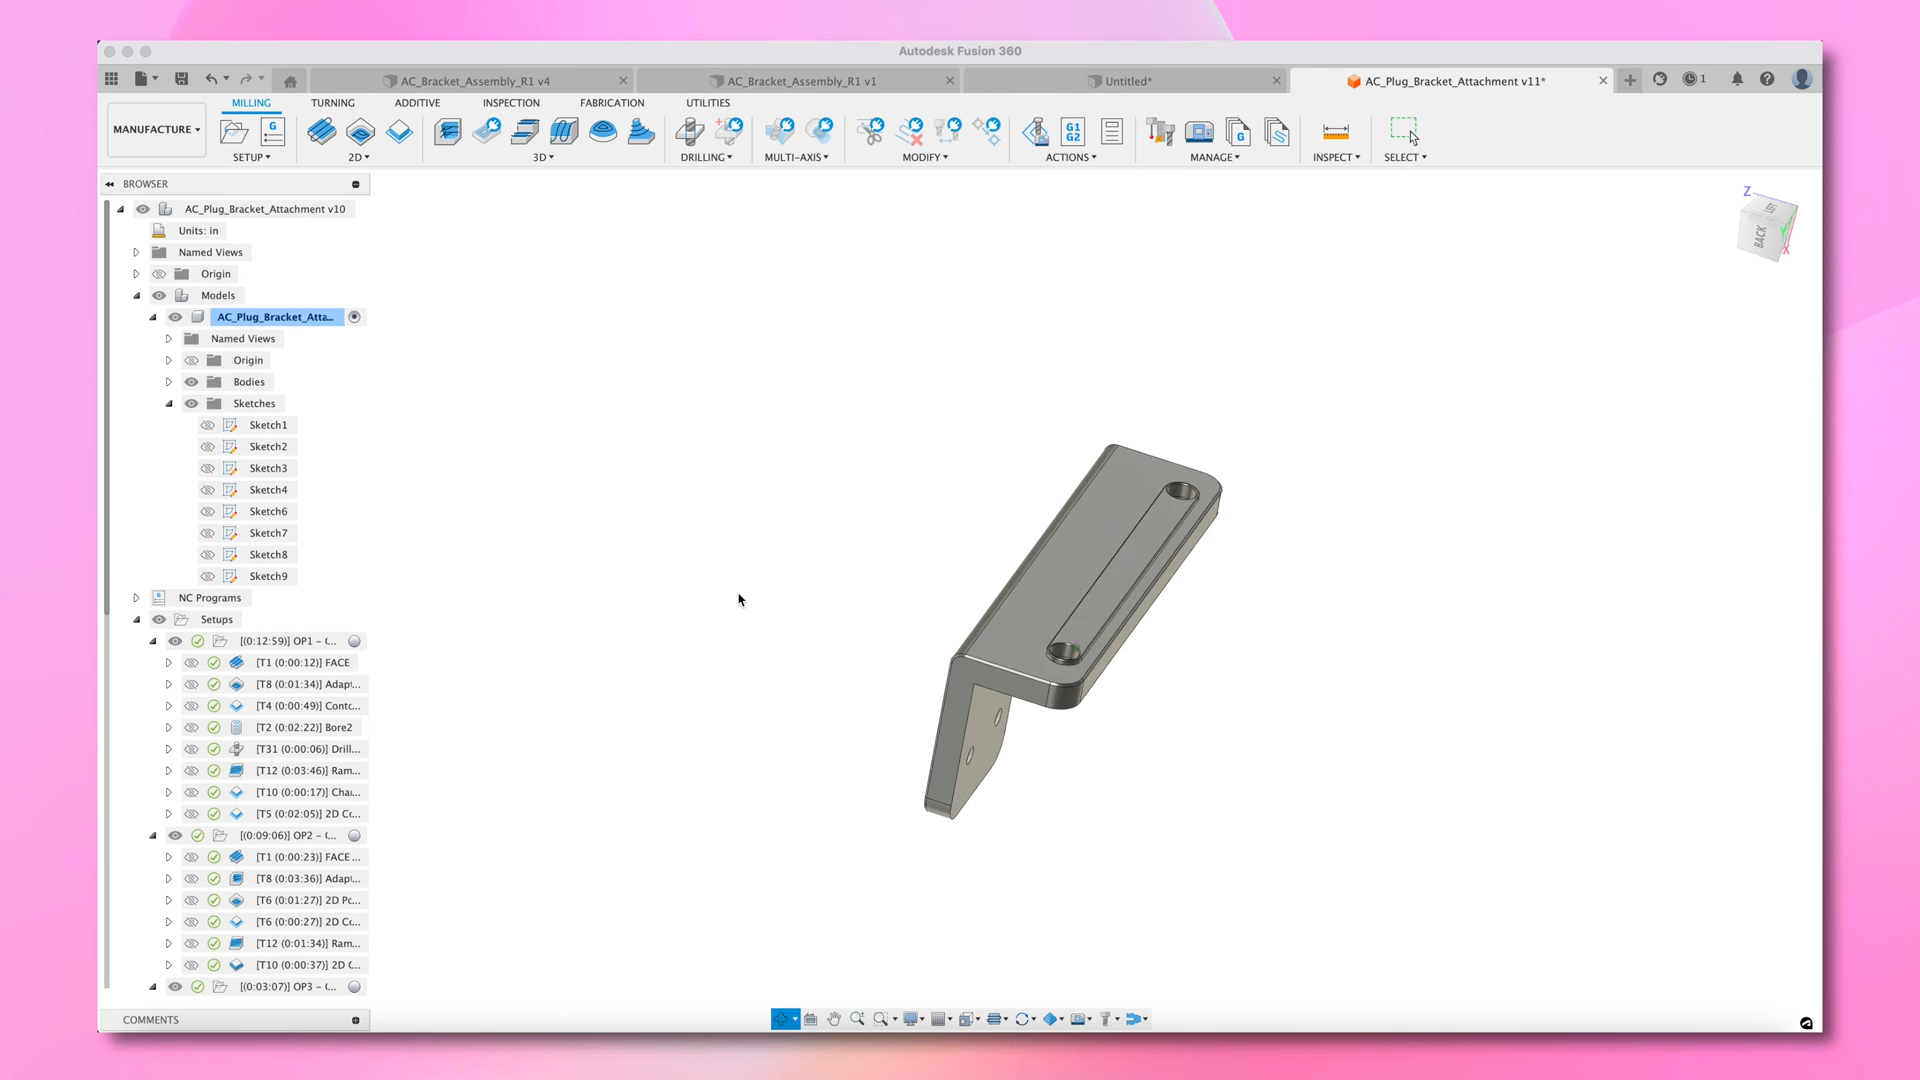 Autodesk Fusion 360
AC_Bracket_Assembly_R1 v4
AC_Bracket_Assembly_R1 v1
Untitled*
AC_Plug_Bracket_Attachment v11*
1
MILLING TURNING ADDITIVE INSPECTION FABRICATION UTILITIES
MANUFACTURE
G
G1
G2
G
SETUP 2D 3D DRILLING MULTI-AXIS MODIFY ACTIONS MANAGE INSPECT SELECT
BROWSER
AC_Plug_Bracket_Attachment v10
Units: in
Named Views
Origin
Models
AC_Plug_Bracket_Atta...
Named Views
Origin
Bodies
Sketches
Sketch1
Sketch2
Sketch3
Sketch4
Sketch6
Sketch7
Sketch8
Sketch9
NC Programs
Setups
[(0:12:59)] OP1 - (...
[T1 (0:00:12)] FACE
[T8 (0:01:34)] Adapt...
[T4 (0:00:49)] Contc...
[T2 (0:02:22)] Bore2
[T31 (0:00:06)] Drill...
[T12 (0:03:46)] Ram...
[T10 (0:00:17)] Cha...
[T5 (0:02:05)] 2D Cc...
[(0:09:06)] OP2 - (...
[T1 (0:00:23)] FACE ...
[T8 (0:03:36)] Adapt...
[T6 (0:01:27)] 2D Pc...
[T6 (0:00:27)] 2D Cc...
[T12 (0:01:34)] Ram...
[T10 (0:00:37)] 2D (...
[(0:03:07)] OP3 - (...
COMMENTS
Z
LEFT
BACK
Y
X